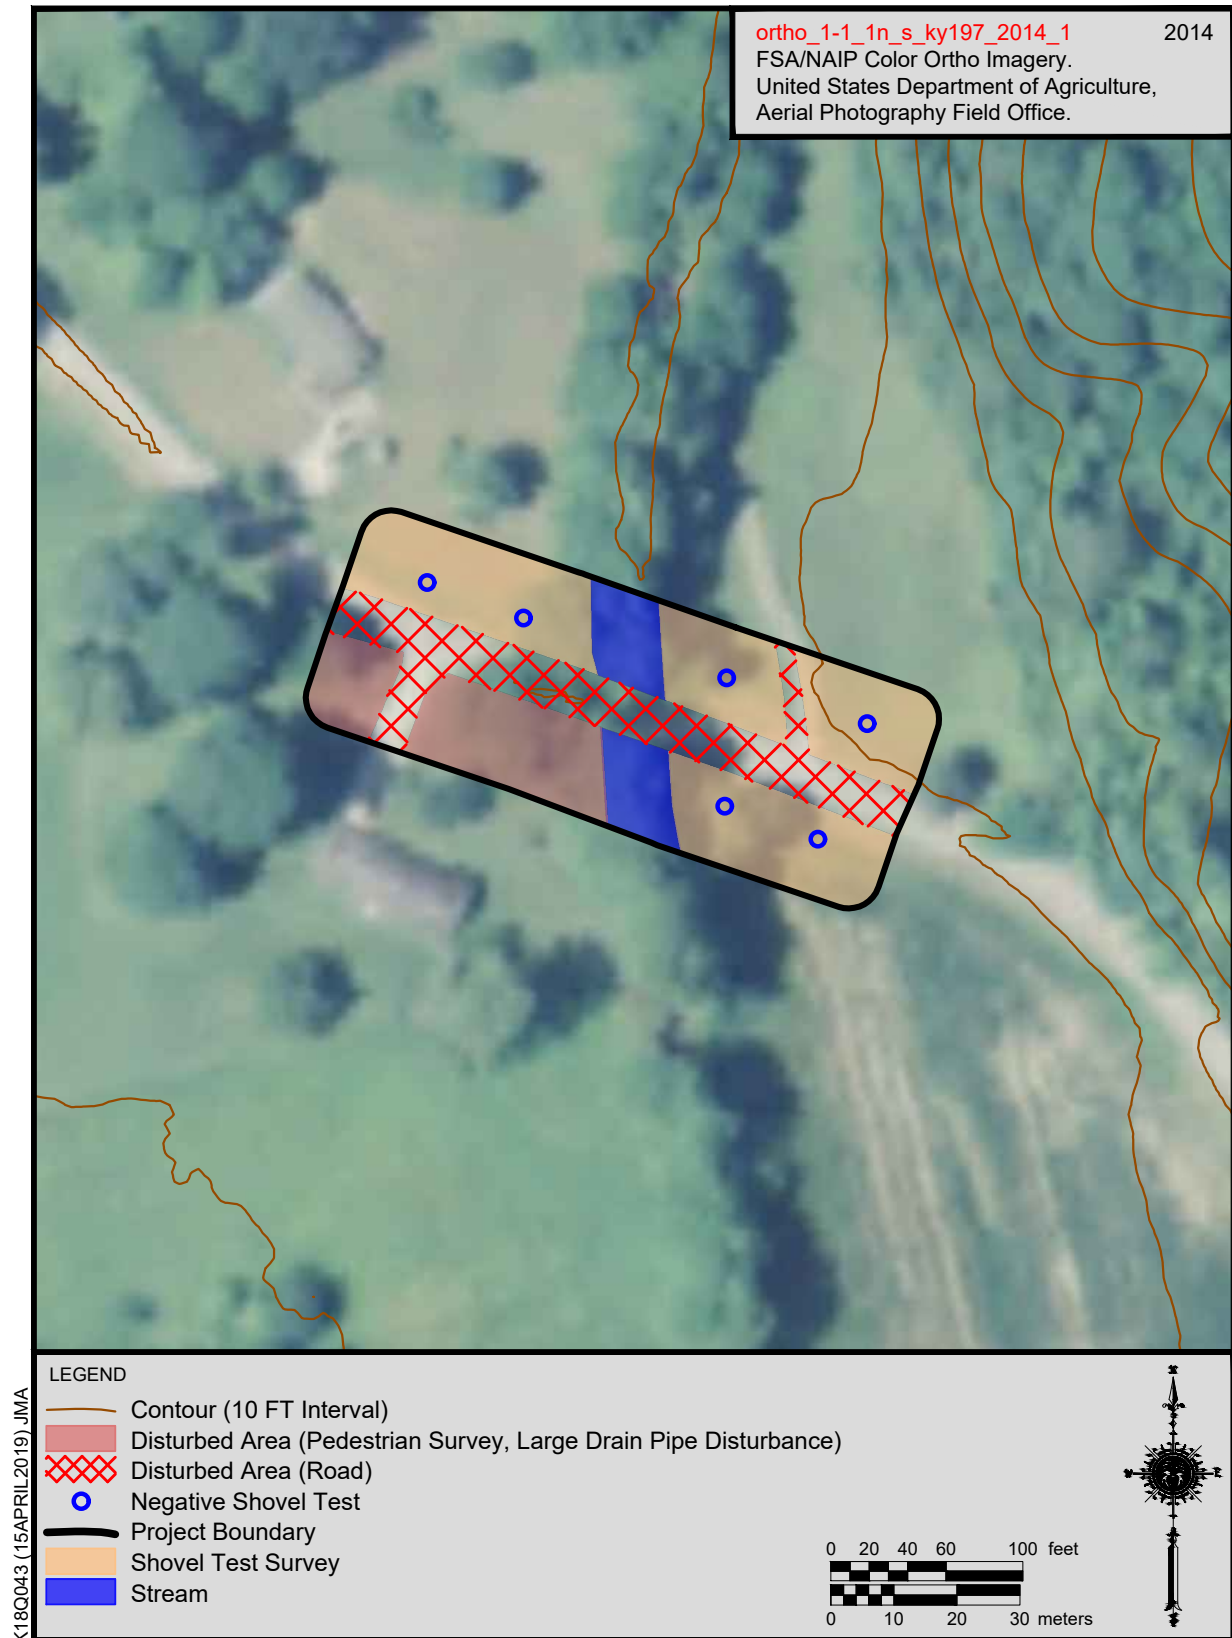 ortho_1-1_1n_s_ky197_2014_1 2014
FSA/NAIP Color Ortho Imagery.
United States Department of Agriculture,
Aerial Photography Field Office.
LEGEND
Contour (10 FT Interval)
Disturbed Area (Pedestrian Survey, Large Drain Pipe Disturbance)
Disturbed Area (Road)
Negative Shovel Test
Project Boundary
Shovel Test Survey
Stream
0 20 40 60 100 feet
0 10 20 30 meters
K18Q043 (15APRIL2019) JMA